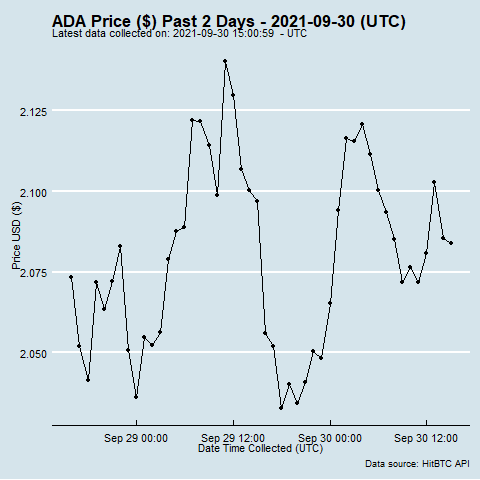 ADA Price ($) Past 2 Days - 2021-09-30 (UTC)
Latest data collected on: 2021-09-30 15:00:59 - UTC
2.125
2.100
2.075
2.050
Price USD ($)
Sep 29 00:00 Sep 29 12:00 Sep 30 00:00 Sep 30 12:00
Date Time Collected (UTC)
Data source: HitBTC API